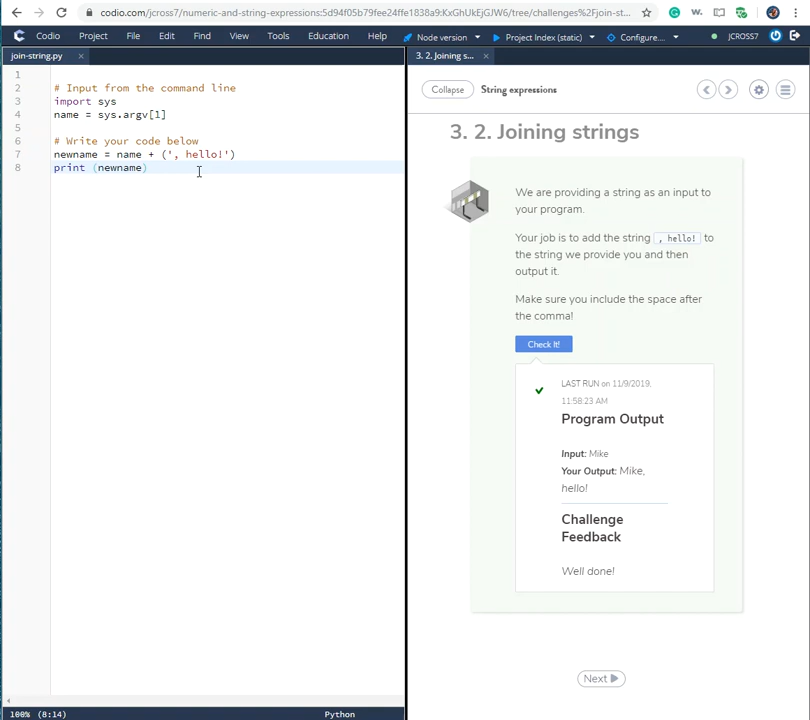 codio.com/jcross7/numeric-and-string-expressions:5d94f05b79fee24ffe1838a9:KxGhUkEjGJW6/tree/challenges%2Fjoin-st...
Codio Project File Edit Find View Tools Education Help Node version Project Index (static) Configure... JCROSS7
join-string.py
3. 2. Joining s...
1
2 # Input from the command line
3 import sys
4 name = sys.argv[1]
5
6 # Write your code below
7 newname = name + (', hello!')
8 print (newname)
Collapse String expressions
3. 2. Joining strings
We are providing a string as an input to
your program.
Your job is to add the string , hello! to
the string we provide you and then
output it.
Make sure you include the space after
the comma!
Check It!
LAST RUN on 11/9/2019,
11:58:23 AM
Program Output
Input: Mike
Your Output: Mike,
hello!
Challenge
Feedback
Well done!
Next
100% (8:14) Python